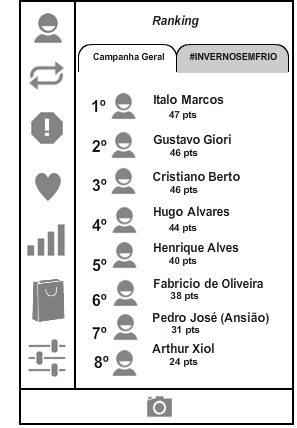 Ranking
Campanha Geral #INVERNOSEMFRIO
1º Italo Marcos
47 pts
2º Gustavo Giori
46 pts
3º Cristiano Berto
46 pts
4º Hugo Alvares
44 pts
5º Henrique Alves
40 pts
6º Fabricio de Oliveira
38 pts
7º Pedro José (Ansião)
31 pts
8º Arthur Xiol
24 pts